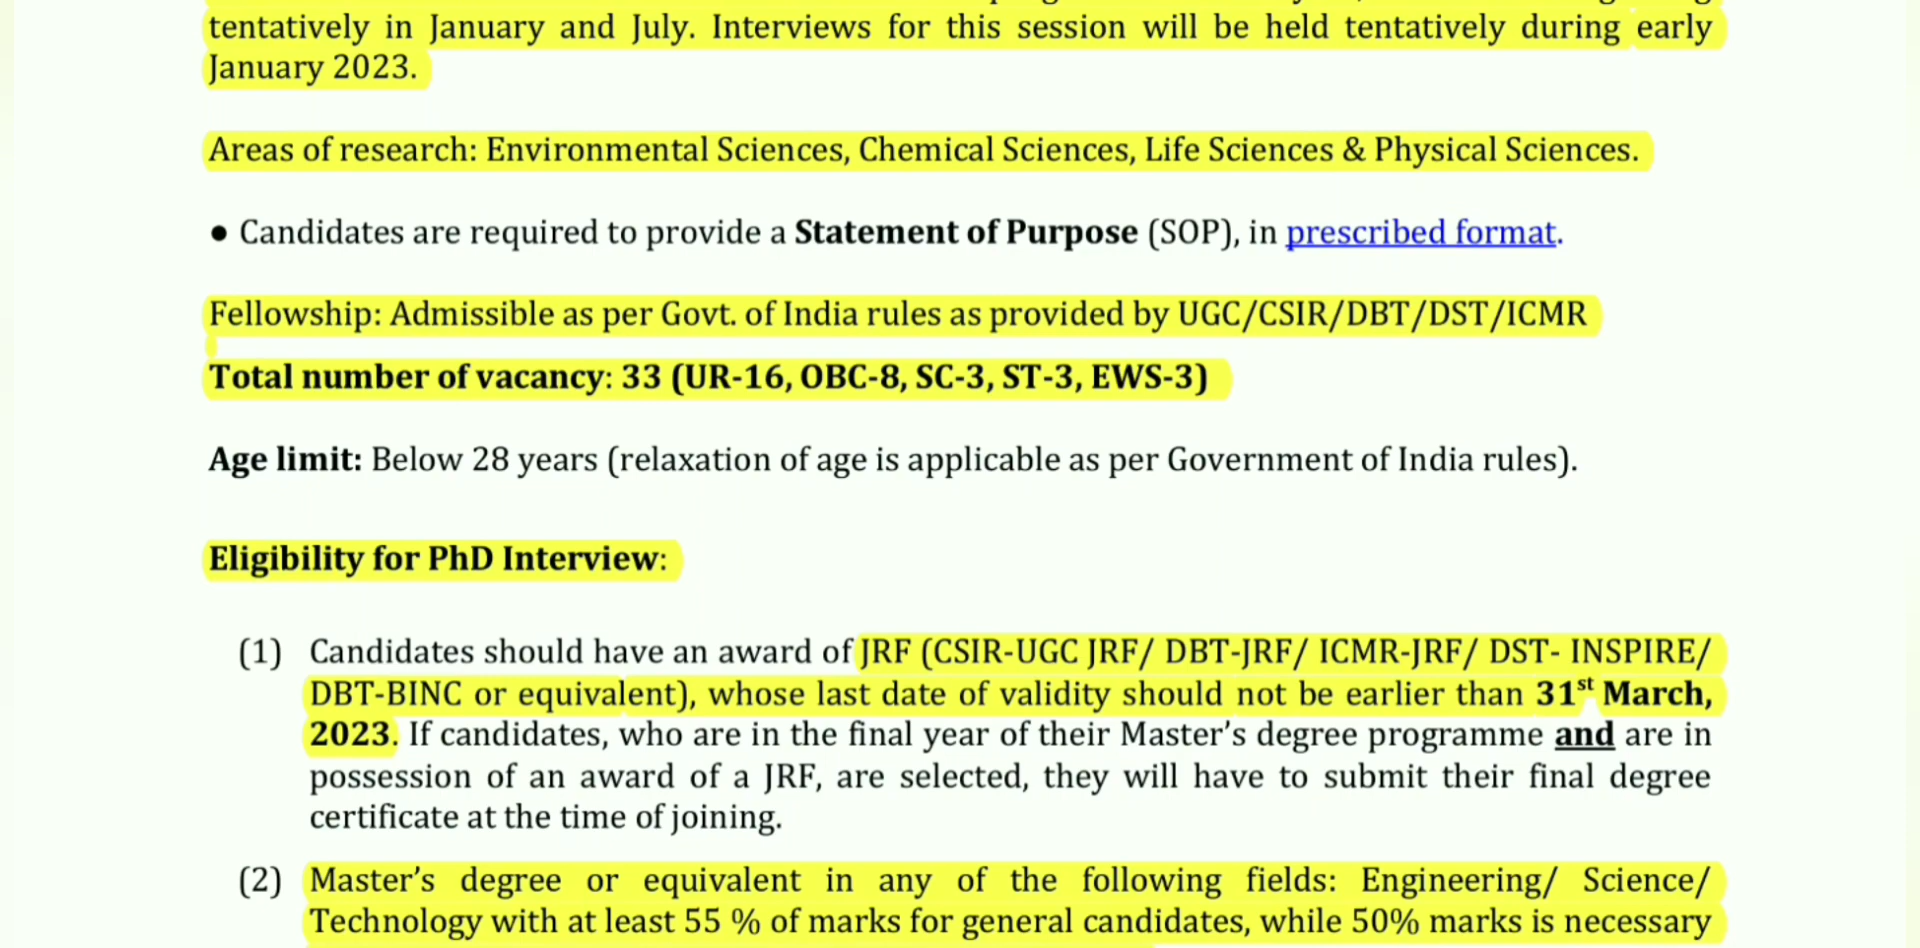 tentatively in January and July. Interviews for this session will be held tentatively during early
January 2023.
Areas of research: Environmental Sciences, Chemical Sciences, Life Sciences & Physical Sciences.
● Candidates are required to provide a Statement of Purpose (SOP), in prescribed format.
Fellowship: Admissible as per Govt. of India rules as provided by UGC/CSIR/DBT/DST/ICMR
Total number of vacancy: 33 (UR-16, OBC-8, SC-3, ST-3, EWS-3)
Age limit: Below 28 years (relaxation of age is applicable as per Government of India rules).
Eligibility for PhD Interview:
(1) Candidates should have an award of JRF (CSIR-UGC JRF/ DBT-JRF/ ICMR-JRF/ DST- INSPIRE/
DBT-BINC or equivalent), whose last date of validity should not be earlier than 31st March,
2023. If candidates, who are in the final year of their Master’s degree programme and are in
possession of an award of a JRF, are selected, they will have to submit their final degree
certificate at the time of joining.
(2) Master’s degree or equivalent in any of the following fields: Engineering/ Science/
Technology with at least 55 % of marks for general candidates, while 50% marks is necessary